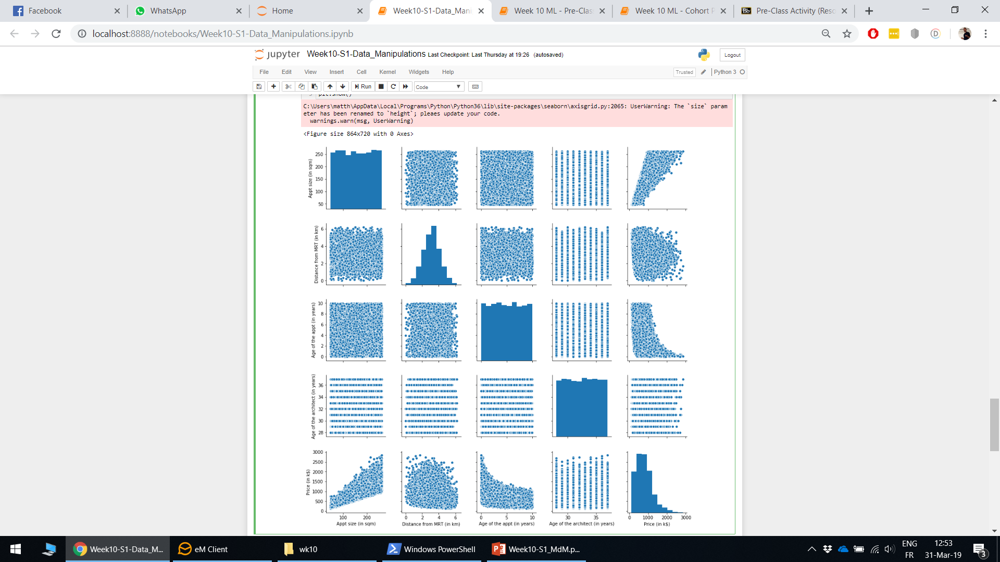 Facebook
WhatsApp
Home
Week10-S1-Data_Mani
Week 10 ML - Pre-Clas
Week 10 ML - Cohort P
Bb Pre-Class Activity (Reso
localhost:8888/notebooks/Week10-S1-Data_Manipulations.ipynb
jupyter Week10-S1-Data_Manipulations Last Checkpoint: Last Thursday at 19:26 (autosaved)
Logout
File Edit View Insert Cell Kernel Widgets Help
Trusted Python 3
Run Code
plt.show()
C:\Users\matth\AppData\Local\Programs\Python\Python36\lib\site-packages\seaborn\axisgrid.py:2065: UserWarning: The `size` param
eter has been renamed to `height`; pleaes update your code.
warnings.warn(msg, UserWarning)
<Figure size 864x720 with 0 Axes>
Appt size (in sqm)
250
200
150
100
50
Distance from MRT (in km)
6
4
2
0
Age of the appt (in years)
10
8
6
4
2
0
Age of the architect (in years)
36
34
32
30
28
Price (in k$)
3000
2500
2000
1500
1000
500
0
100 200 0 2 4 6 0 5 10 30 35 0 1000 2000 3000
Appt size (in sqm) Distance from MRT (in km) Age of the appt (in years) Age of the architect (in years) Price (in k$)
Week10-S1-Data_M...
eM Client
wk10
Windows PowerShell
Week10-S1_MdM.p...
ENG
FR
12:53
31-Mar-19
3